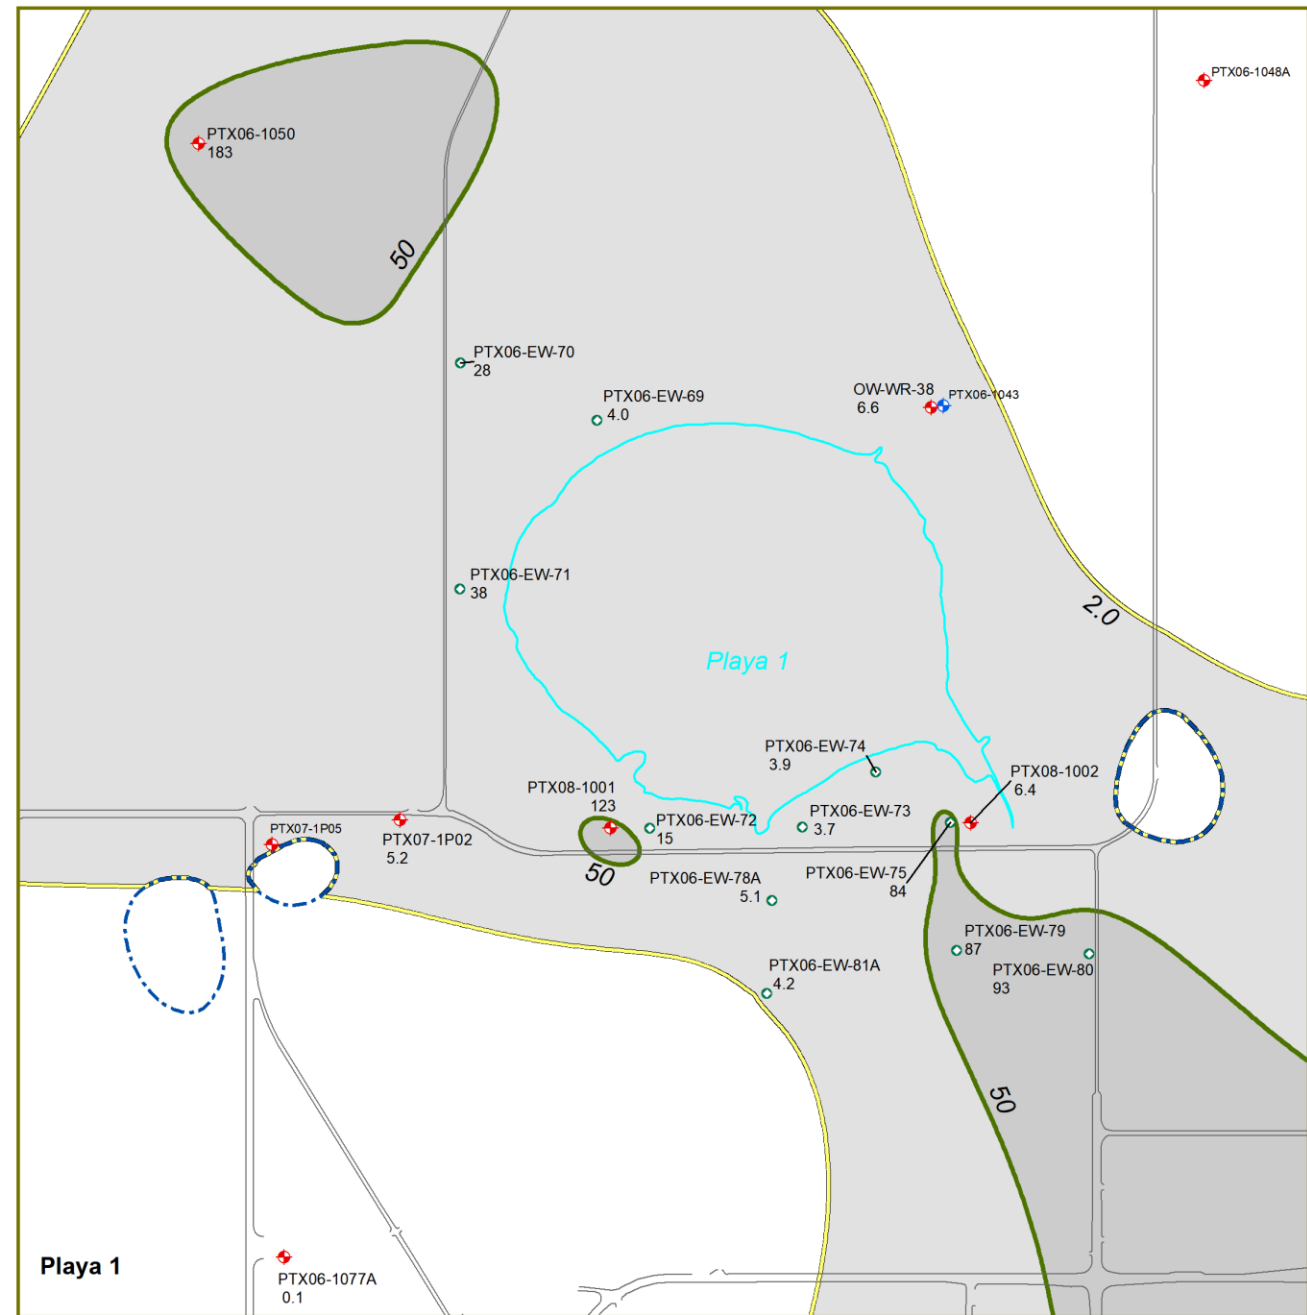 PTX06-1048A
PTX06-1050
183
50
PTX06-EW-70
28
PTX06-EW-69
4.0
OW-WR-38
6.6
PTX06-1043
PTX06-EW-71
38
2.0
Playa 1
PTX06-EW-74
3.9
PTX08-1002
6.4
PTX08-1001
123
PTX06-EW-72
15
PTX06-EW-73
3.7
PTX07-1P05
PTX07-1P02
5.2
50
PTX06-EW-78A
5.1
PTX06-EW-75
84
PTX06-EW-79
87
PTX06-EW-80
93
PTX06-EW-81A
4.2
50
Playa 1
PTX06-1077A
0.1